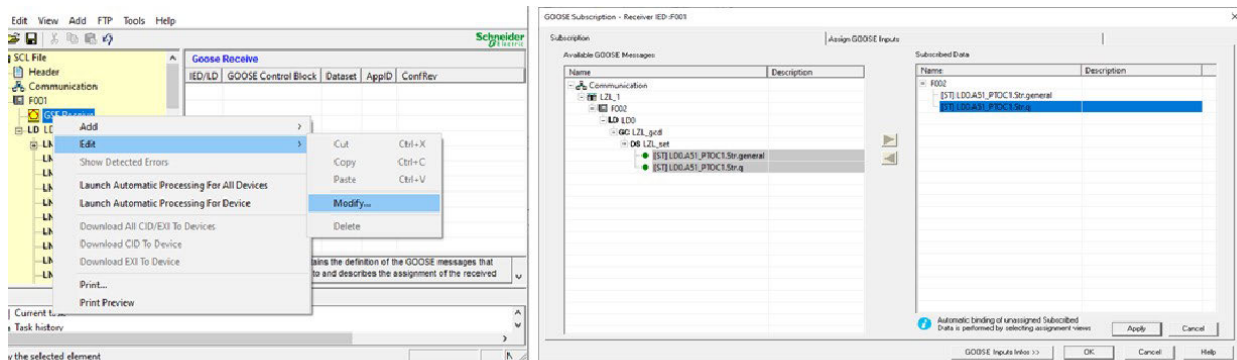 Edit View Add FTP Tools Help
Schneider
Electric
SCL File
Header
Communication
F001
GSE Receive
LD
Goose Receive
IED/LD GOOSE Control Block Dataset AppID ConfRev
Add >
Edit >
Show Detected Errors
Launch Automatic Processing For All Devices
Launch Automatic Processing For Device
Download All CID/EXI To Devices
Download CID To Device
Download EXI To Device
Print...
Print Preview
Cut Ctrl+X
Copy Ctrl+C
Paste Ctrl+V
Modify...
Delete
tains the definition of the GOOSE messages that
to and describes the assignment of the received
Current t
Task history
y the selected element
GOOSE Subscription - Receiver IED :F001
Subscription
Assign GOOSE Inputs
Available GOOSE Messages
Name Description
Communication
LZL_1
F002
LD LD0
GC LZL_gcd
DS LZL_set
[ST] LD0.A51_PTOC1.Str.general
[ST] LD0.A51_PTOC1.Str.q
Subscribed Data
Name Description
F002
[ST] LD0.A51_PTOC1.Str.general
[ST] LD0.A51_PTOC1.Str.q
Automatic binding of unassigned Subscribed
Data is performed by selecting assignment views
Apply Cancel
GOOSE Inputs Infos >> OK Cancel Help